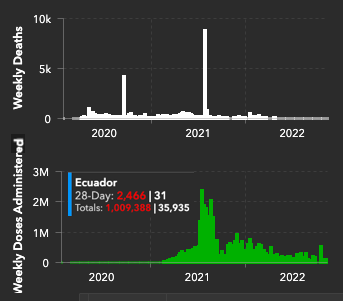 Weekly Deaths
10k
5k
0
2020 2021 2022
Weekly Doses Administered
3M
2M
1M
0
Ecuador
28-Day: 2,466 | 31
Totals: 1,009,388 | 35,935
2020 2021 2022